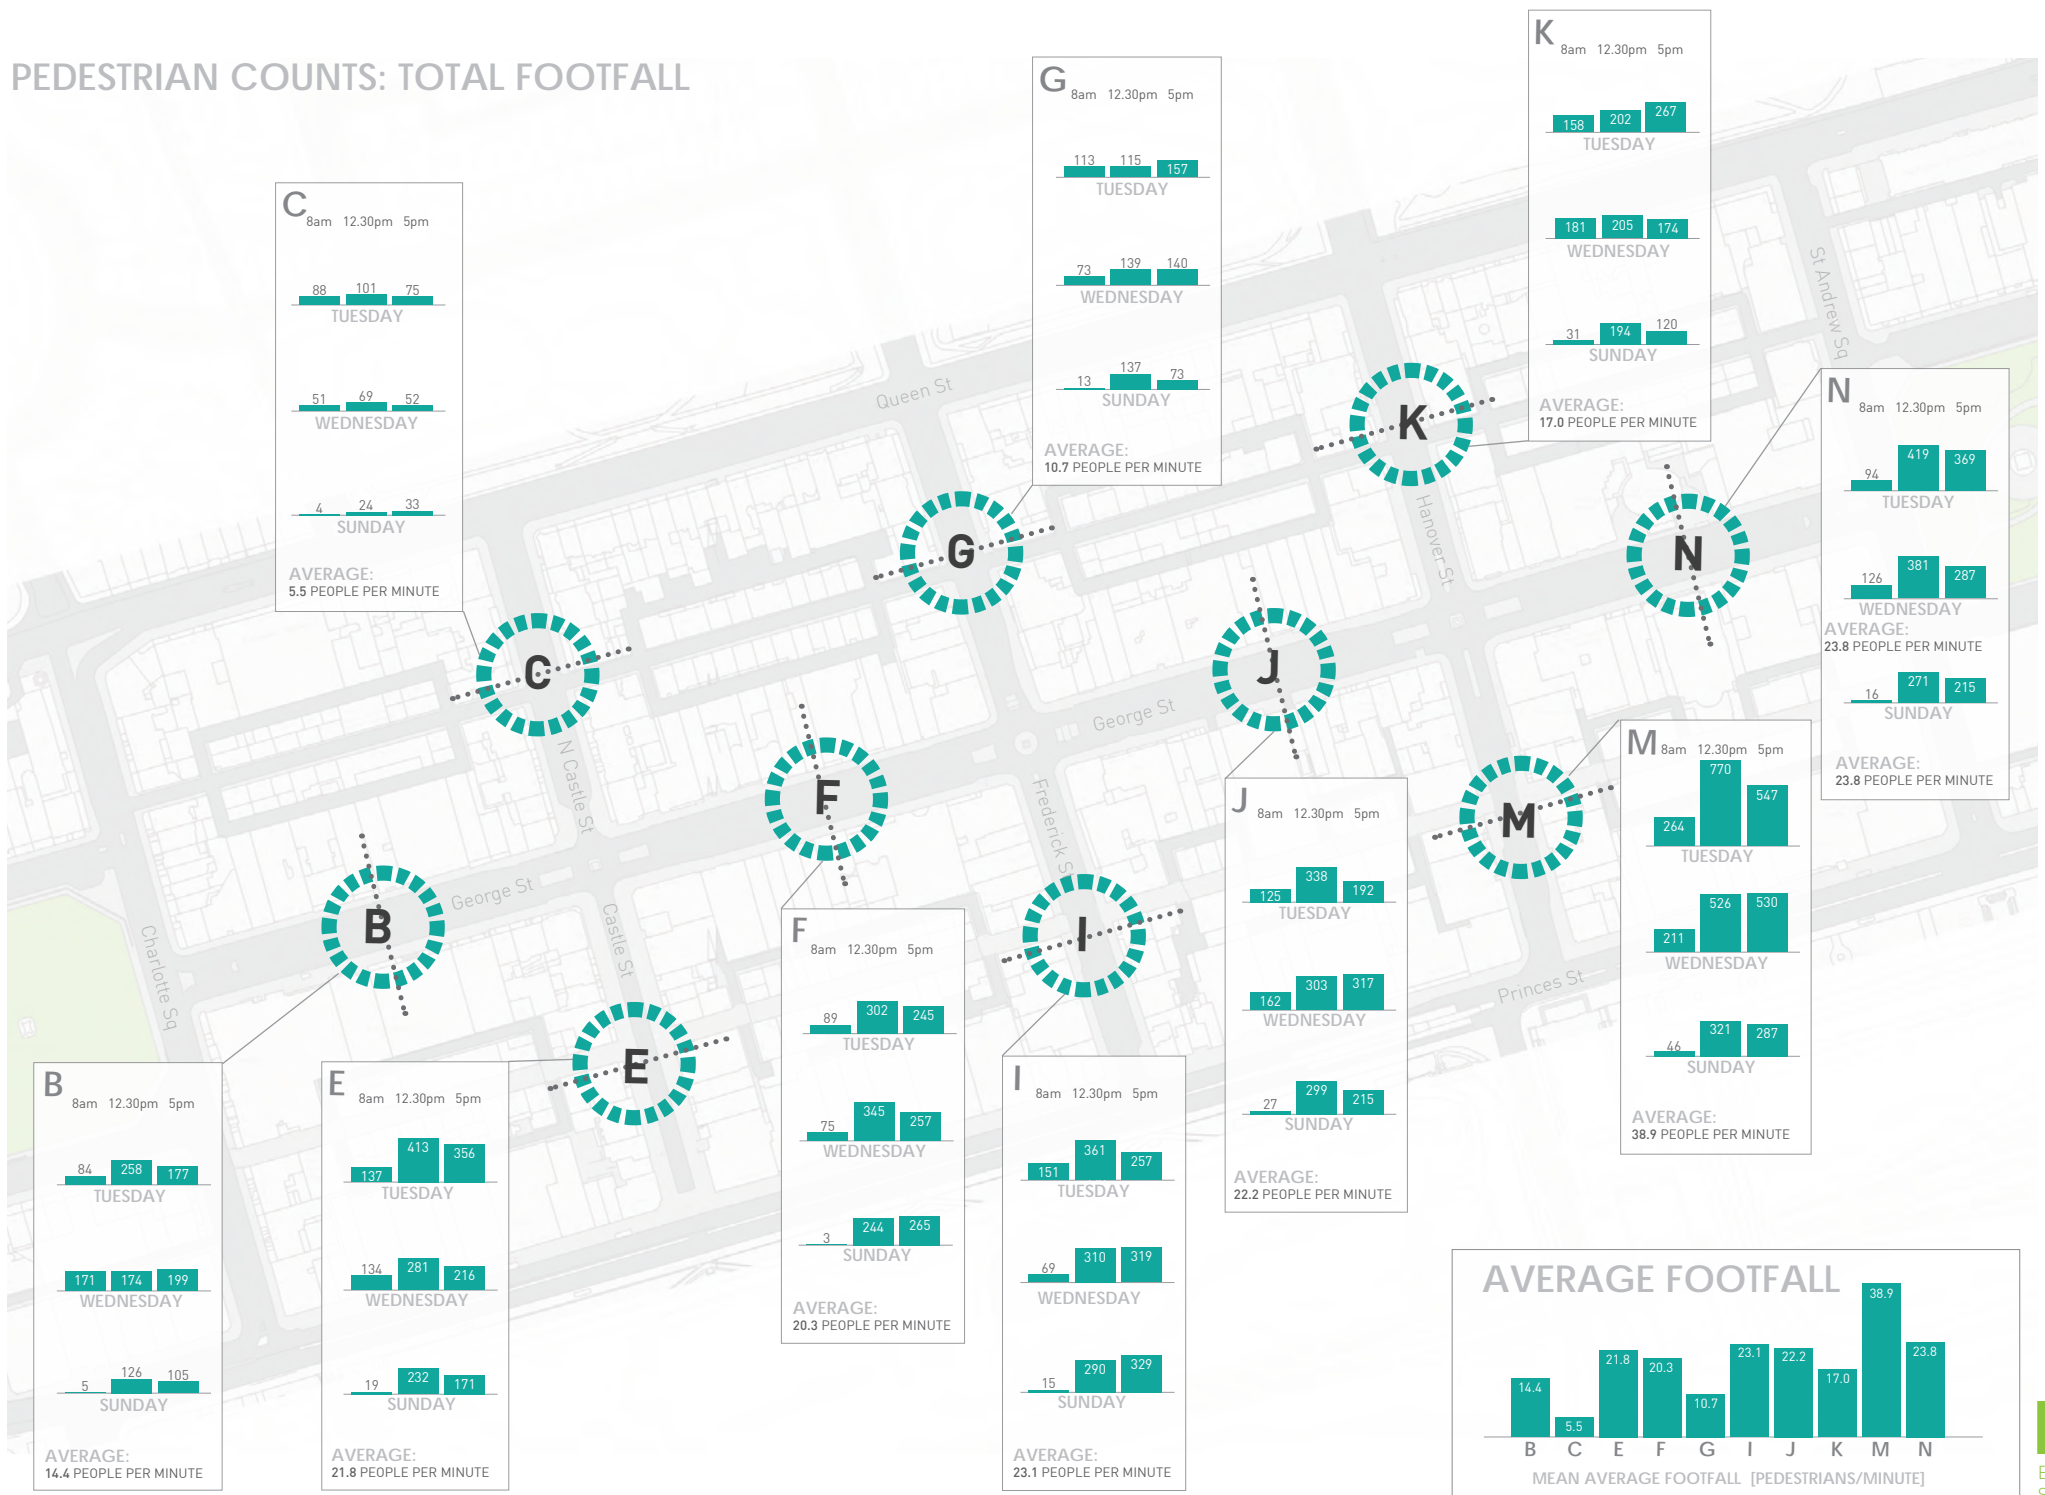 PEDESTRIAN COUNTS: TOTAL FOOTFALL
C
8am 12.30pm 5pm
88 101 75
TUESDAY
51 69 52
WEDNESDAY
4 24 33
SUNDAY
AVERAGE:
5.5 PEOPLE PER MINUTE
G
8am 12.30pm 5pm
113 115 157
TUESDAY
73 139 140
WEDNESDAY
13 137 73
SUNDAY
AVERAGE:
10.7 PEOPLE PER MINUTE
K
8am 12.30pm 5pm
158 202 267
TUESDAY
181 205 174
WEDNESDAY
31 194 120
SUNDAY
AVERAGE:
17.0 PEOPLE PER MINUTE
N
8am 12.30pm 5pm
94 419 369
TUESDAY
126 381 287
WEDNESDAY
AVERAGE:
23.8 PEOPLE PER MINUTE
16 271 215
SUNDAY
AVERAGE:
23.8 PEOPLE PER MINUTE
Queen St
St Andrew Sq
Hanover St
George St
N Castle St
Frederick St
George St
Castle St
Charlotte Sq
Princes St
K
G
N
C
J
F
M
B
I
E
M
8am 12.30pm 5pm
264 770 547
TUESDAY
211 526 530
WEDNESDAY
46 321 287
SUNDAY
AVERAGE:
38.9 PEOPLE PER MINUTE
J
8am 12.30pm 5pm
125 338 192
TUESDAY
162 303 317
WEDNESDAY
27 299 215
SUNDAY
AVERAGE:
22.2 PEOPLE PER MINUTE
F
8am 12.30pm 5pm
89 302 245
TUESDAY
75 345 257
WEDNESDAY
3 244 265
SUNDAY
AVERAGE:
20.3 PEOPLE PER MINUTE
I
8am 12.30pm 5pm
151 361 257
TUESDAY
69 310 319
WEDNESDAY
15 290 329
SUNDAY
AVERAGE:
23.1 PEOPLE PER MINUTE
B
8am 12.30pm 5pm
84 258 177
TUESDAY
171 174 199
WEDNESDAY
5 126 105
SUNDAY
AVERAGE:
14.4 PEOPLE PER MINUTE
E
8am 12.30pm 5pm
137 413 356
TUESDAY
134 281 216
WEDNESDAY
19 232 171
SUNDAY
AVERAGE:
21.8 PEOPLE PER MINUTE
AVERAGE FOOTFALL
14.4 5.5 21.8 20.3 10.7 23.1 22.2 17.0 38.9 23.8
B C E F G I J K M N
MEAN AVERAGE FOOTFALL [PEDESTRIANS/MINUTE]